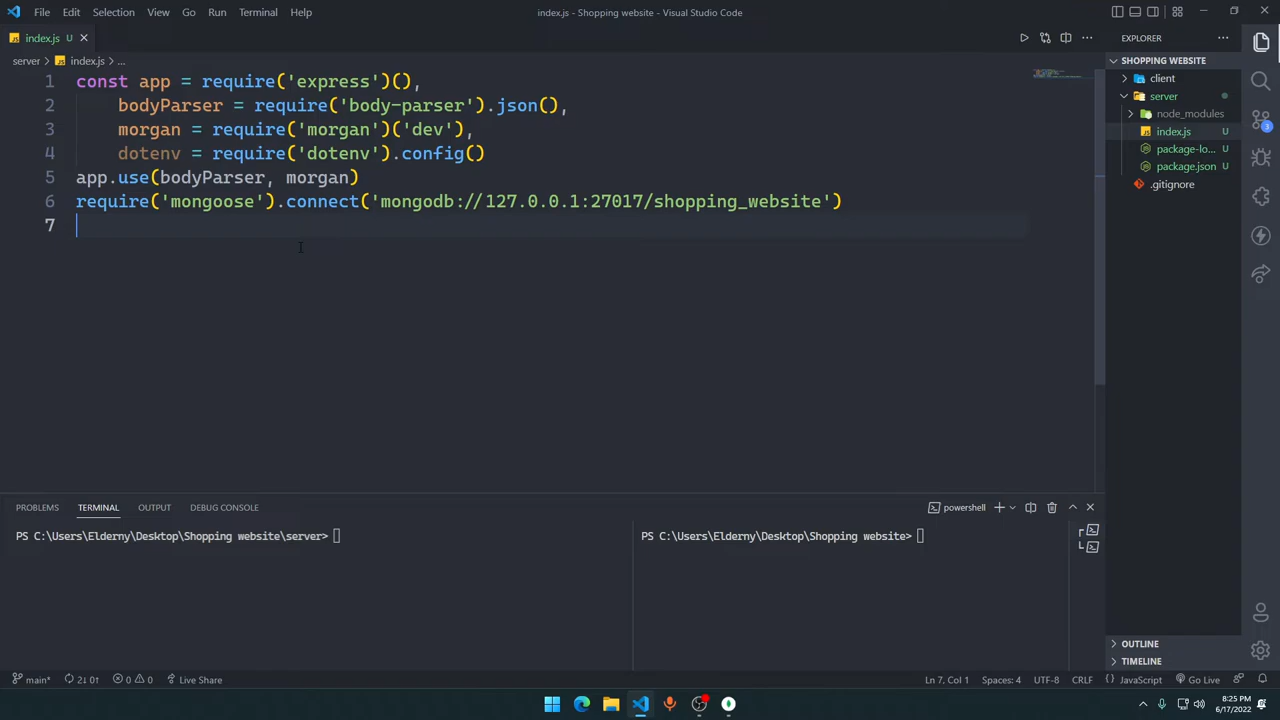 File Edit Selection View Go Run Terminal Help
index.js - Shopping website - Visual Studio Code
index.js U
EXPLORER
server > index.js > ...
SHOPPING WEBSITE
client
server
node_modules
index.js U
package-lo... U
package.json U
.gitignore
1 const app = require('express')(),
2 bodyParser = require('body-parser').json(),
3 morgan = require('morgan')('dev'),
4 dotenv = require('dotenv').config()
5 app.use(bodyParser, morgan)
6 require('mongoose').connect('mongodb://127.0.0.1:27017/shopping_website')
7
3
PROBLEMS TERMINAL OUTPUT DEBUG CONSOLE
powershell
PS C:\Users\Elderny\Desktop\Shopping website\server>
PS C:\Users\Elderny\Desktop\Shopping website>
OUTLINE
TIMELINE
main* 2↓ 0↑ 0 0 Live Share
Ln 7, Col 1 Spaces: 4 UTF-8 CRLF {} JavaScript Go Live
8:25 PM
6/17/2022